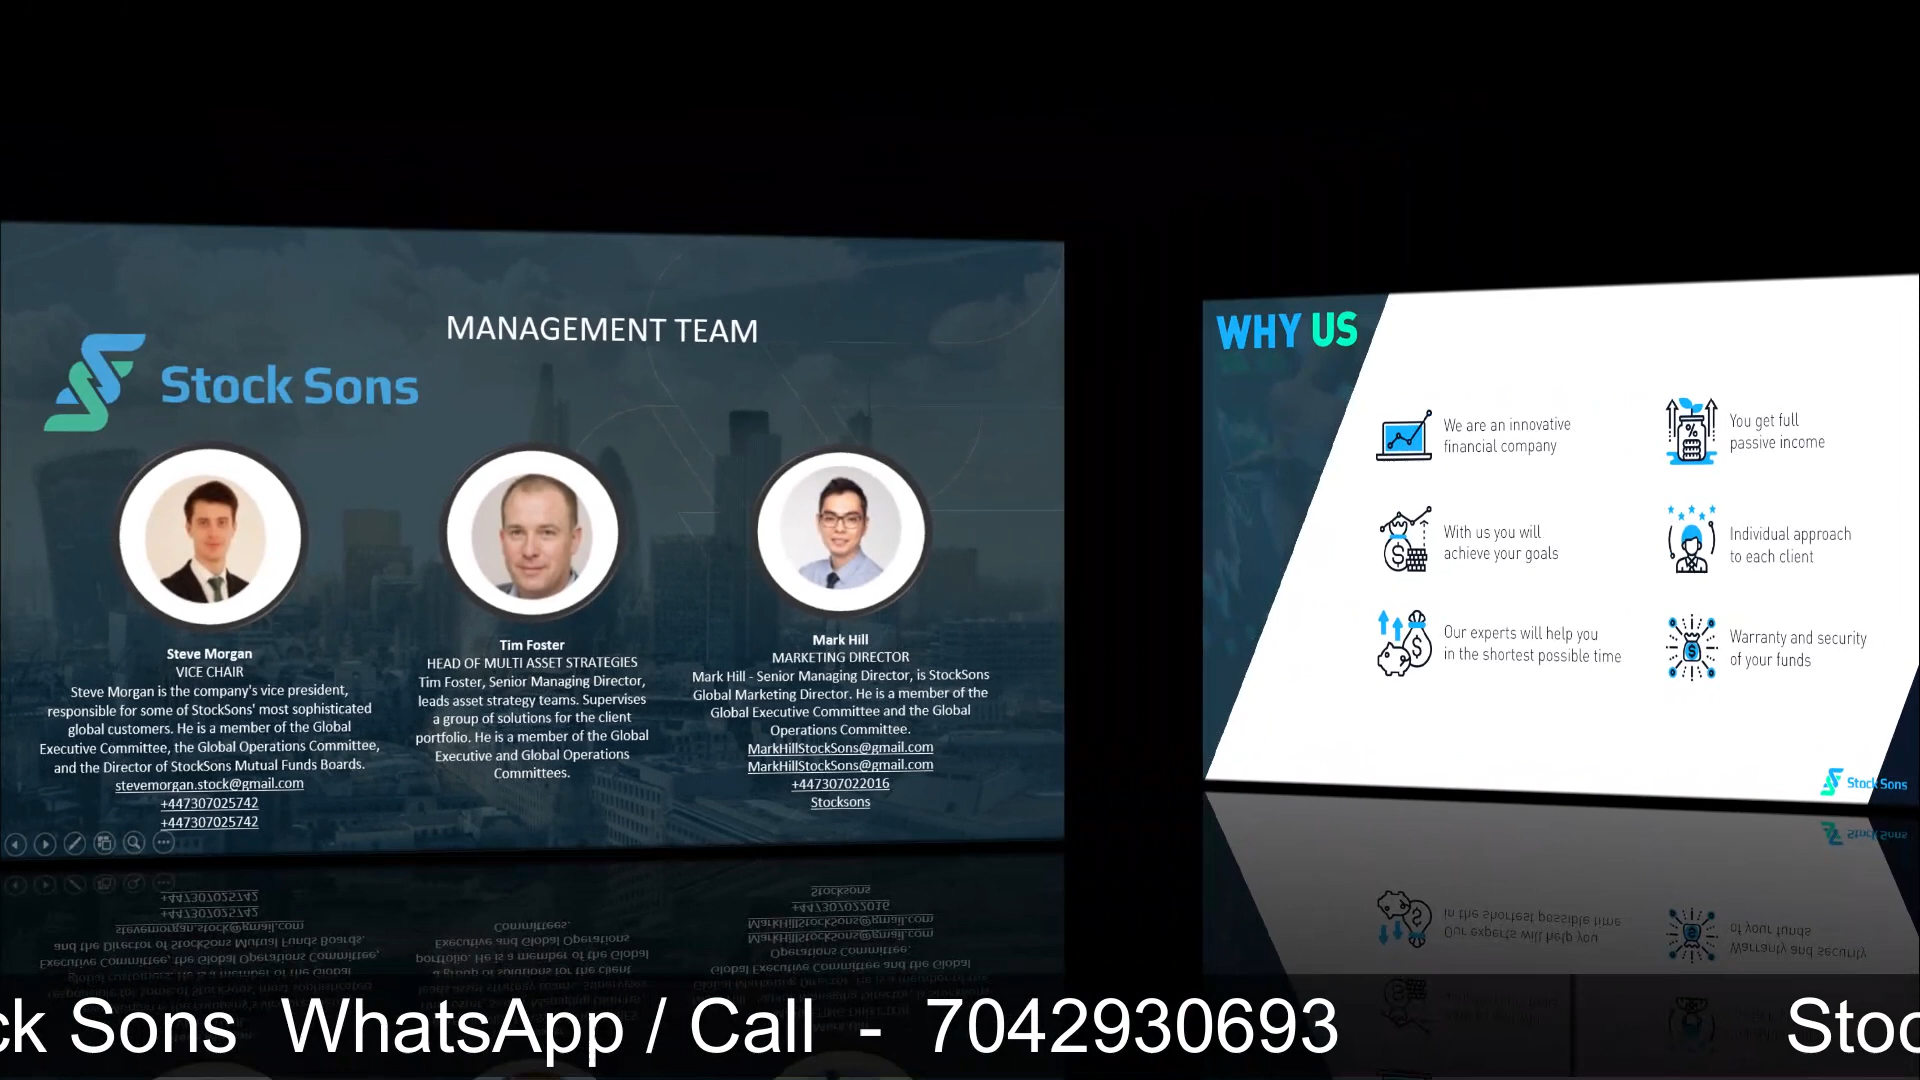 MANAGEMENT TEAM
Stock Sons
Steve Morgan
VICE CHAIR
Steve Morgan is the company's vice president,
responsible for some of StockSons' most sophisticated
global customers. He is a member of the Global
Executive Committee, the Global Operations Committee,
and the Director of StockSons Mutual Funds Boards.
stevemorgan.stock@gmail.com
+447307025742
+447307025742
Tim Foster
HEAD OF MULTI ASSET STRATEGIES
Tim Foster, Senior Managing Director,
leads asset strategy teams. Supervises
a group of solutions for the client
portfolio. He is a member of the Global
Executive and Global Operations
Committees.
Mark Hill
MARKETING DIRECTOR
Mark Hill - Senior Managing Director, is StockSons
Global Marketing Director. He is a member of the
Global Executive Committee and the Global
Operations Committee.
MarkHillStockSons@gmail.com
MarkHillStockSons@gmail.com
+447307022016
Stocksons
WHY US
We are an innovative
financial company
You get full
passive income
With us you will
achieve your goals
Individual approach
to each client
Our experts will help you
in the shortest possible time
Warranty and security
of your funds
Stock Sons
ck Sons WhatsApp / Call - 7042930693 Stoc